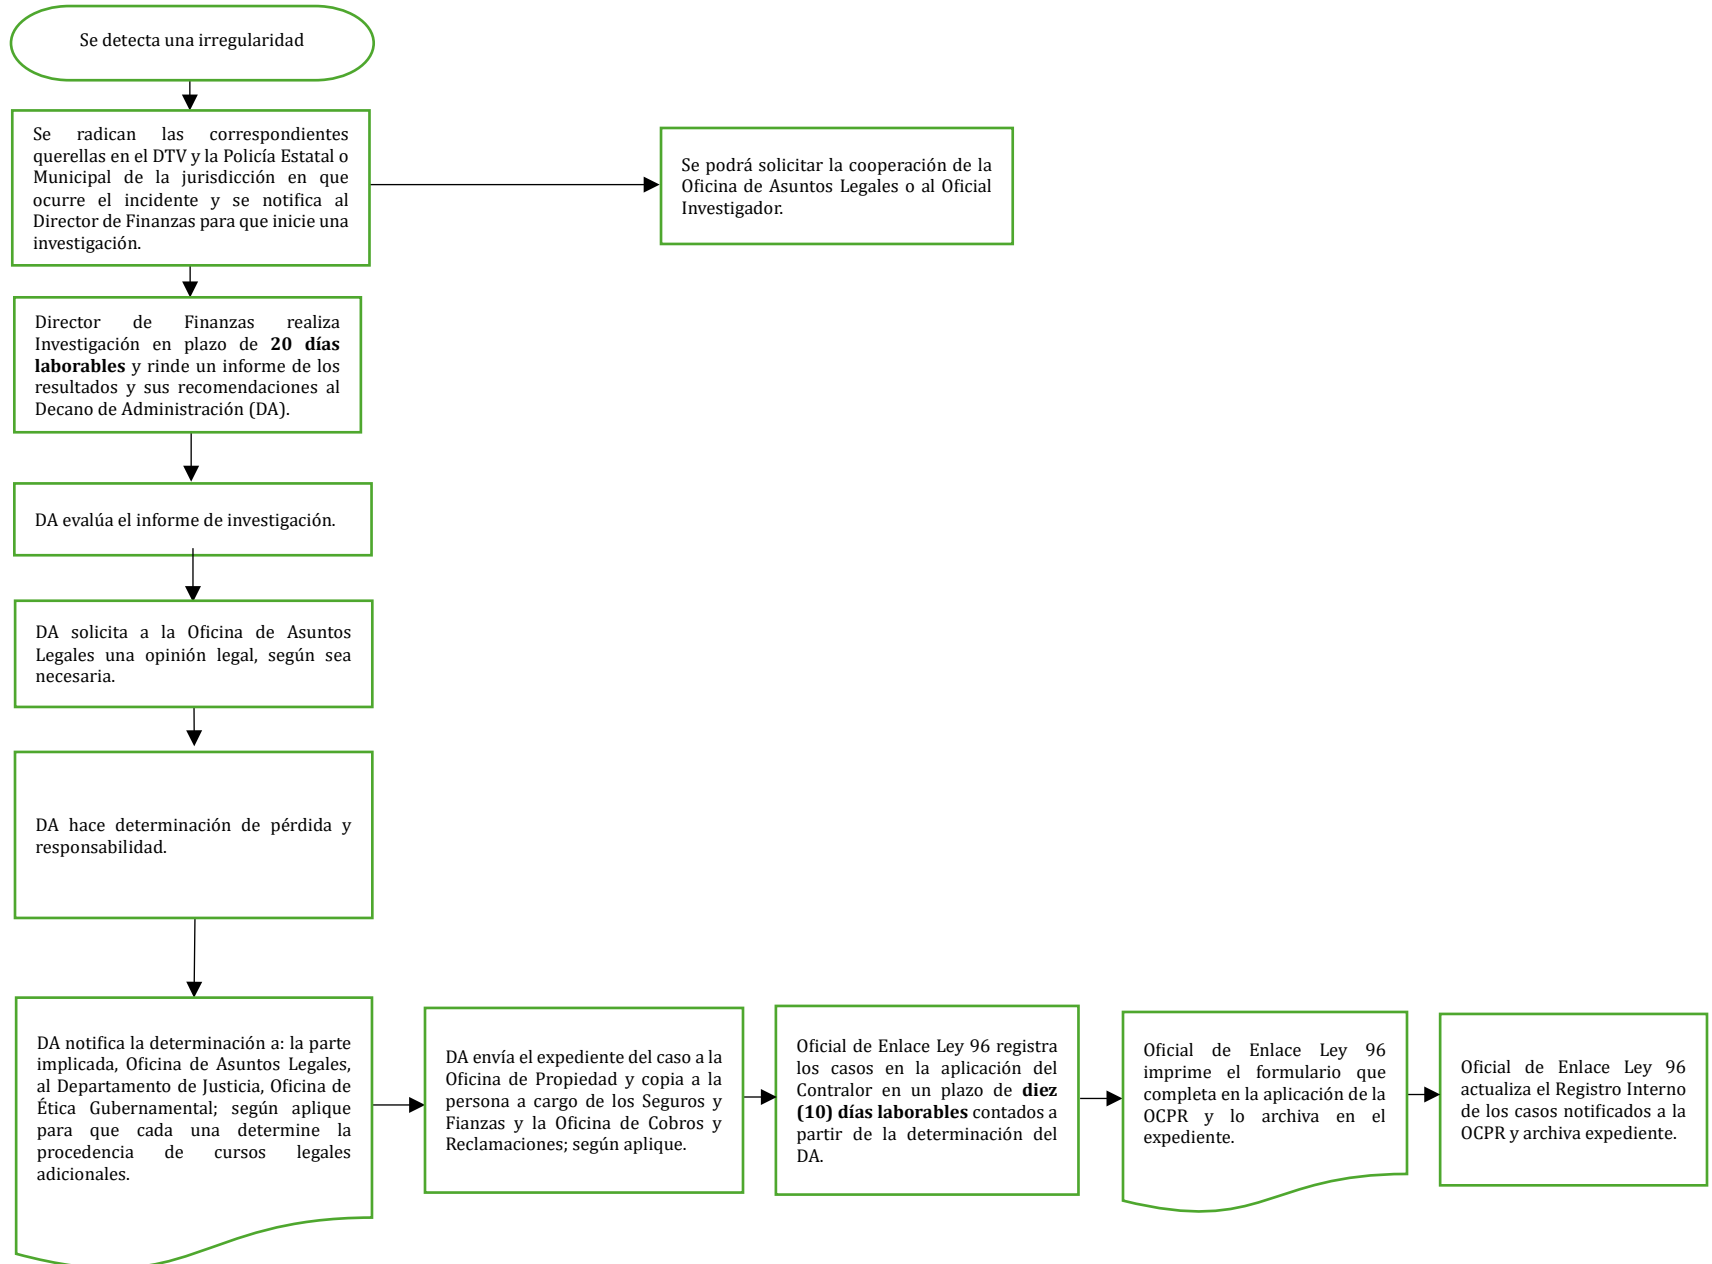 Se detecta una irregularidad
Se radican las correspondientes
querellas en el DTV y la Policía Estatal o
Municipal de la jurisdicción en que
ocurre el incidente y se notifica al
Director de Finanzas para que inicie una
investigación.
Se podrá solicitar la cooperación de la
Oficina de Asuntos Legales o al Oficial
Investigador.
Director de Finanzas realiza
Investigación en plazo de 20 días
laborables y rinde un informe de los
resultados y sus recomendaciones al
Decano de Administración (DA).
DA evalúa el informe de investigación.
DA solicita a la Oficina de Asuntos
Legales una opinión legal, según sea
necesaria.
DA hace determinación de pérdida y
responsabilidad.
DA notifica la determinación a: la parte
implicada, Oficina de Asuntos Legales,
al Departamento de Justicia, Oficina de
Ética Gubernamental; según aplique
para que cada una determine la
procedencia de cursos legales
adicionales.
DA envía el expediente del caso a la
Oficina de Propiedad y copia a la
persona a cargo de los Seguros y
Fianzas y la Oficina de Cobros y
Reclamaciones; según aplique.
Oficial de Enlace Ley 96 registra
los casos en la aplicación del
Contralor en un plazo de diez
(10) días laborables contados a
partir de la determinación del
DA.
Oficial de Enlace Ley 96
imprime el formulario que
completa en la aplicación de la
OCPR y lo archiva en el
expediente.
Oficial de Enlace Ley 96
actualiza el Registro Interno
de los casos notificados a la
OCPR y archiva expediente.